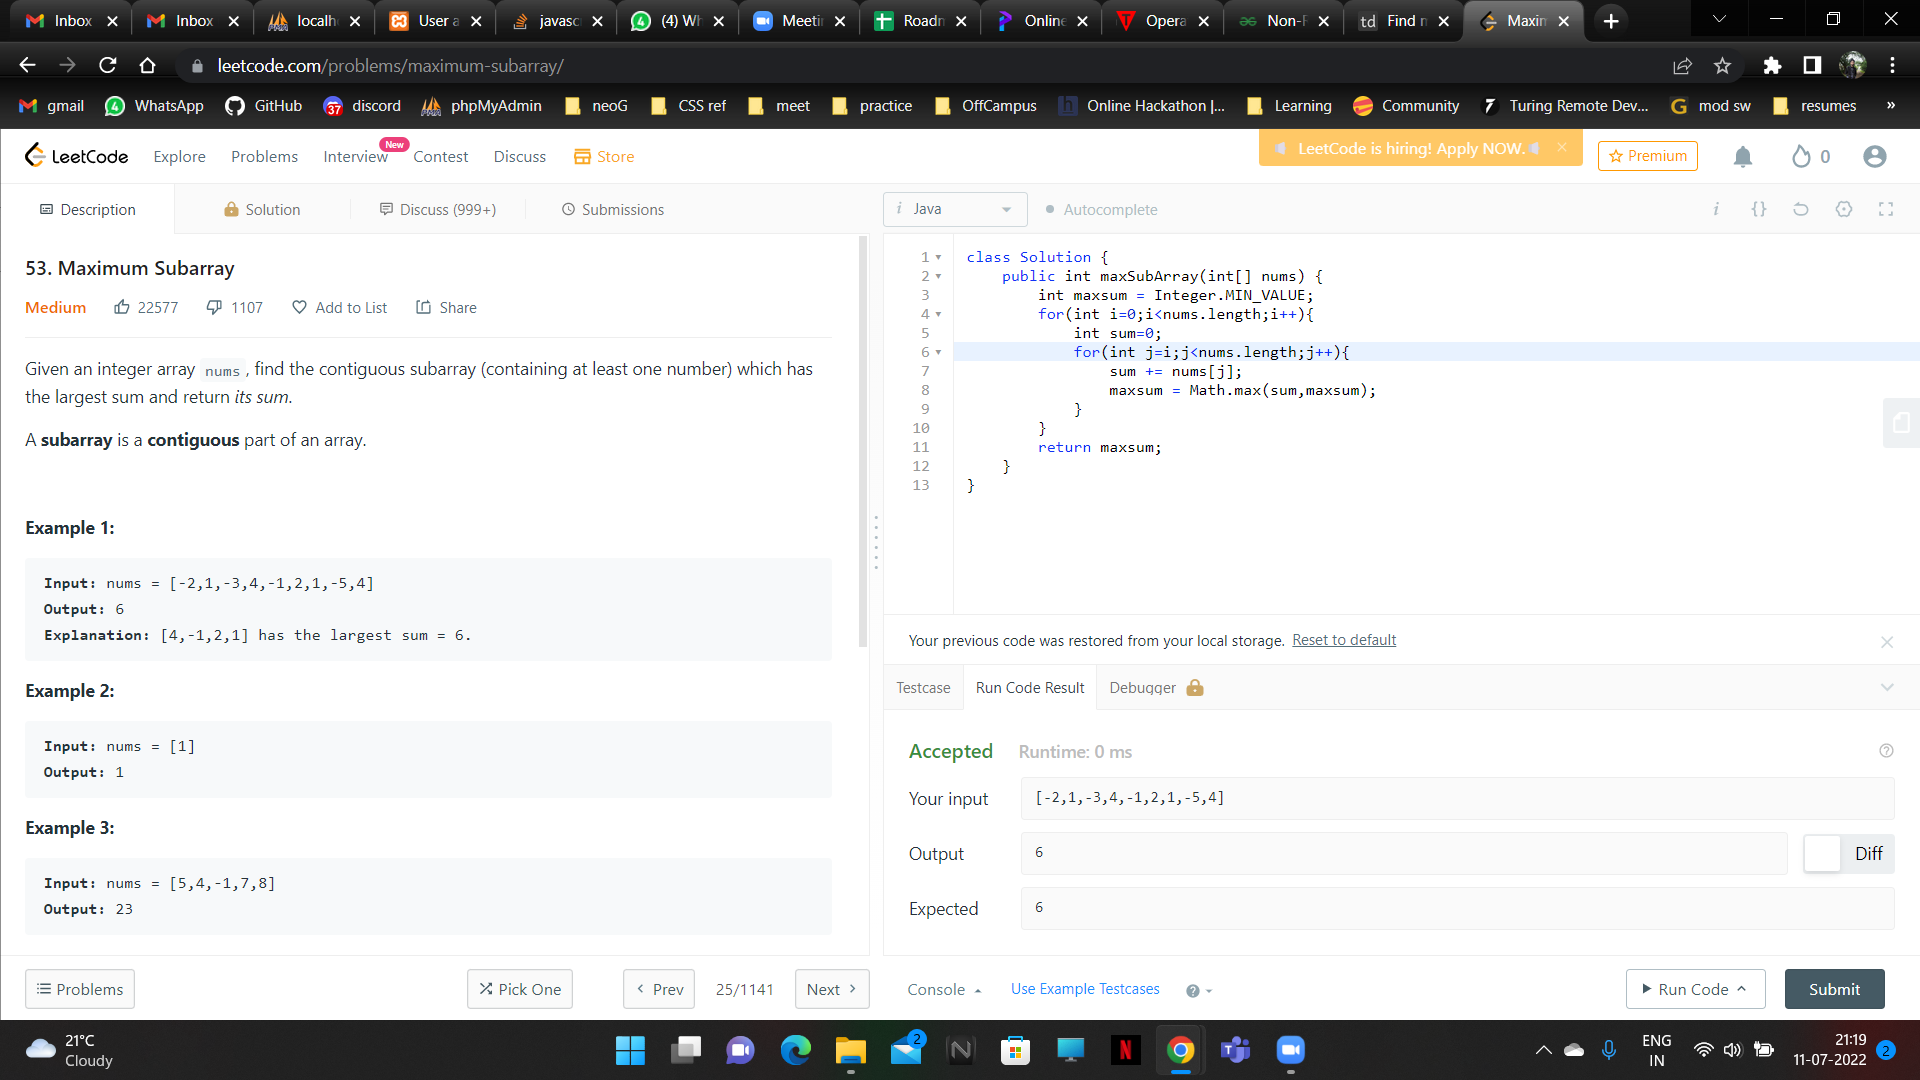 Inbox
Inbox
localh
User a
javasc
(4) Wh
Meetin
Roadm
Online
Opera
Non-F
td Find m
Maxim
leetcode.com/problems/maximum-subarray/
gmail WhatsApp GitHub 37 discord phpMyAdmin neoG CSS ref meet practice OffCampus h Online Hackathon |... Learning Community Turing Remote Dev... mod sw resumes »
LeetCode Explore Problems Interview New Contest Discuss Store
LeetCode is hiring! Apply NOW.
Premium
0
Description Solution Discuss (999+) Submissions
i Java
Autocomplete
53. Maximum Subarray
Medium 22577 1107 Add to List Share
Given an integer array nums , find the contiguous subarray (containing at least one number) which has
the largest sum and return its sum.
A subarray is a contiguous part of an array.
Example 1:
Input: nums = [-2,1,-3,4,-1,2,1,-5,4]
Output: 6
Explanation: [4,-1,2,1] has the largest sum = 6.
Example 2:
Input: nums = [1]
Output: 1
Example 3:
Input: nums = [5,4,-1,7,8]
Output: 23
1 class Solution {
2 public int maxSubArray(int[] nums) {
3 int maxsum = Integer.MIN_VALUE;
4 for(int i=0;i<nums.length;i++){
5 int sum=0;
6 for(int j=i;j<nums.length;j++){
7 sum += nums[j];
8 maxsum = Math.max(sum,maxsum);
9 }
10 }
11 return maxsum;
12 }
13 }
Your previous code was restored from your local storage. Reset to default
Testcase Run Code Result Debugger
Accepted Runtime: 0 ms
Your input [-2,1,-3,4,-1,2,1,-5,4]
Output 6 Diff
Expected 6
Problems Pick One Prev 25/1141 Next
Console Use Example Testcases Run Code Submit
21°C
Cloudy
2
ENG
IN
21:19
11-07-2022
2